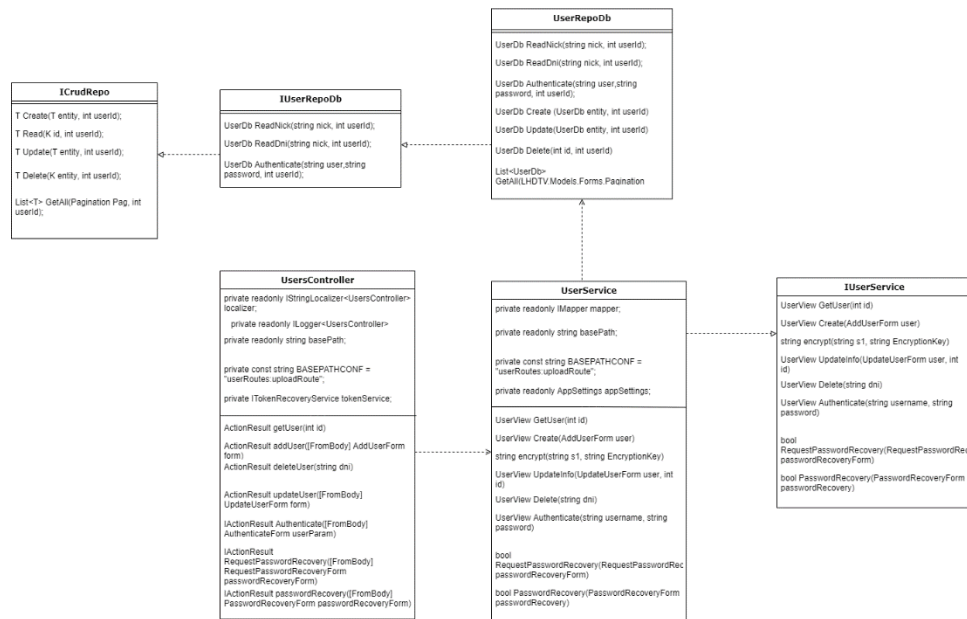 UserRepoDb
UserDb ReadNick(string nick, int userId);
UserDb ReadDni(string nick, int userId);
UserDb Authenticate(string user,string
password, int userId);
UserDb Create (UserDb entity, int userId)
UserDb Update(UserDb entity, int userId)
UserDb Delete(int id, int userId)
List<UserDb>
GetAll(LHDTV.Models.Forms.Pagination
ICrudRepo
T Create(T entity, int userId);
T Read(K id, int userId);
T Update(T entity, int userId);
T Delete(K entity, int userId);
List<T> GetAll(Pagination Pag, int
userId);
IUserRepoDb
UserDb ReadNick(string nick, int userId);
UserDb ReadDni(string nick, int userId);
UserDb Authenticate(string user,string
password, int userId);
UsersController
private readonly IStringLocalizer<UsersController>
localizer;
private readonly ILogger<UsersController>
private readonly string basePath;
private const string BASEPATHCONF =
"userRoutes:uploadRoute";
private ITokenRecoveryService tokenService;
ActionResult getUser(int id)
ActionResult addUser([FromBody] AddUserForm
form)
ActionResult deleteUser(string dni)
ActionResult updateUser([FromBody]
UpdateUserForm form)
IActionResult Authenticate([FromBody]
AuthenticateForm userParam)
IActionResult
RequestPasswordRecovery([FromBody]
RequestPasswordRecoveryForm
passwordRecoveryForm)
IActionResult passwordRecovery([FromBody]
PasswordRecoveryForm passwordRecoveryForm)
UserService
private readonly IMapper mapper;
private readonly string basePath;
private const string BASEPATHCONF =
"userRoutes:uploadRoute";
private readonly AppSettings appSettings;
UserView GetUser(int id)
UserView Create(AddUserForm user)
string encrypt(string s1, string EncryptionKey)
UserView UpdateInfo(UpdateUserForm user, int
id)
UserView Delete(string dni)
UserView Authenticate(string username, string
password)
bool
RequestPasswordRecovery(RequestPasswordRec
passwordRecoveryForm)
bool PasswordRecovery(PasswordRecoveryForm
passwordRecovery)
IUserService
UserView GetUser(int id)
UserView Create(AddUserForm user)
string encrypt(string s1, string EncryptionKey)
UserView UpdateInfo(UpdateUserForm user, int
id)
UserView Delete(string dni)
UserView Authenticate(string username, string
password)
bool
RequestPasswordRecovery(RequestPasswordRec
passwordRecoveryForm)
bool PasswordRecovery(PasswordRecoveryForm
passwordRecovery)